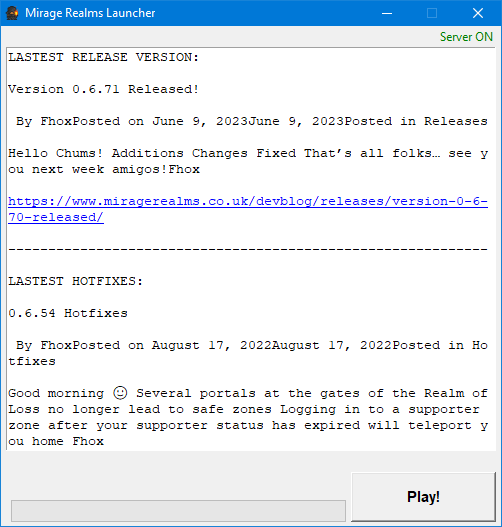 Mirage Realms Launcher
Server ON
LASTEST RELEASE VERSION:
Version 0.6.71 Released!
By FhoxPosted on June 9, 2023June 9, 2023Posted in Releases
Hello Chums! Additions Changes Fixed That’s all folks… see y
ou next week amigos!Fhox
https://www.miragerealms.co.uk/devblog/releases/version-0-6-
70-released/
------------------------------------------------------------
LASTEST HOTFIXES:
0.6.54 Hotfixes
By FhoxPosted on August 17, 2022August 17, 2022Posted in Ho
tfixes
Good morning 🙂 Several portals at the gates of the Realm of
Loss no longer lead to safe zones Logging in to a supporter
zone after your supporter status has expired will teleport y
ou home Fhox
Play!